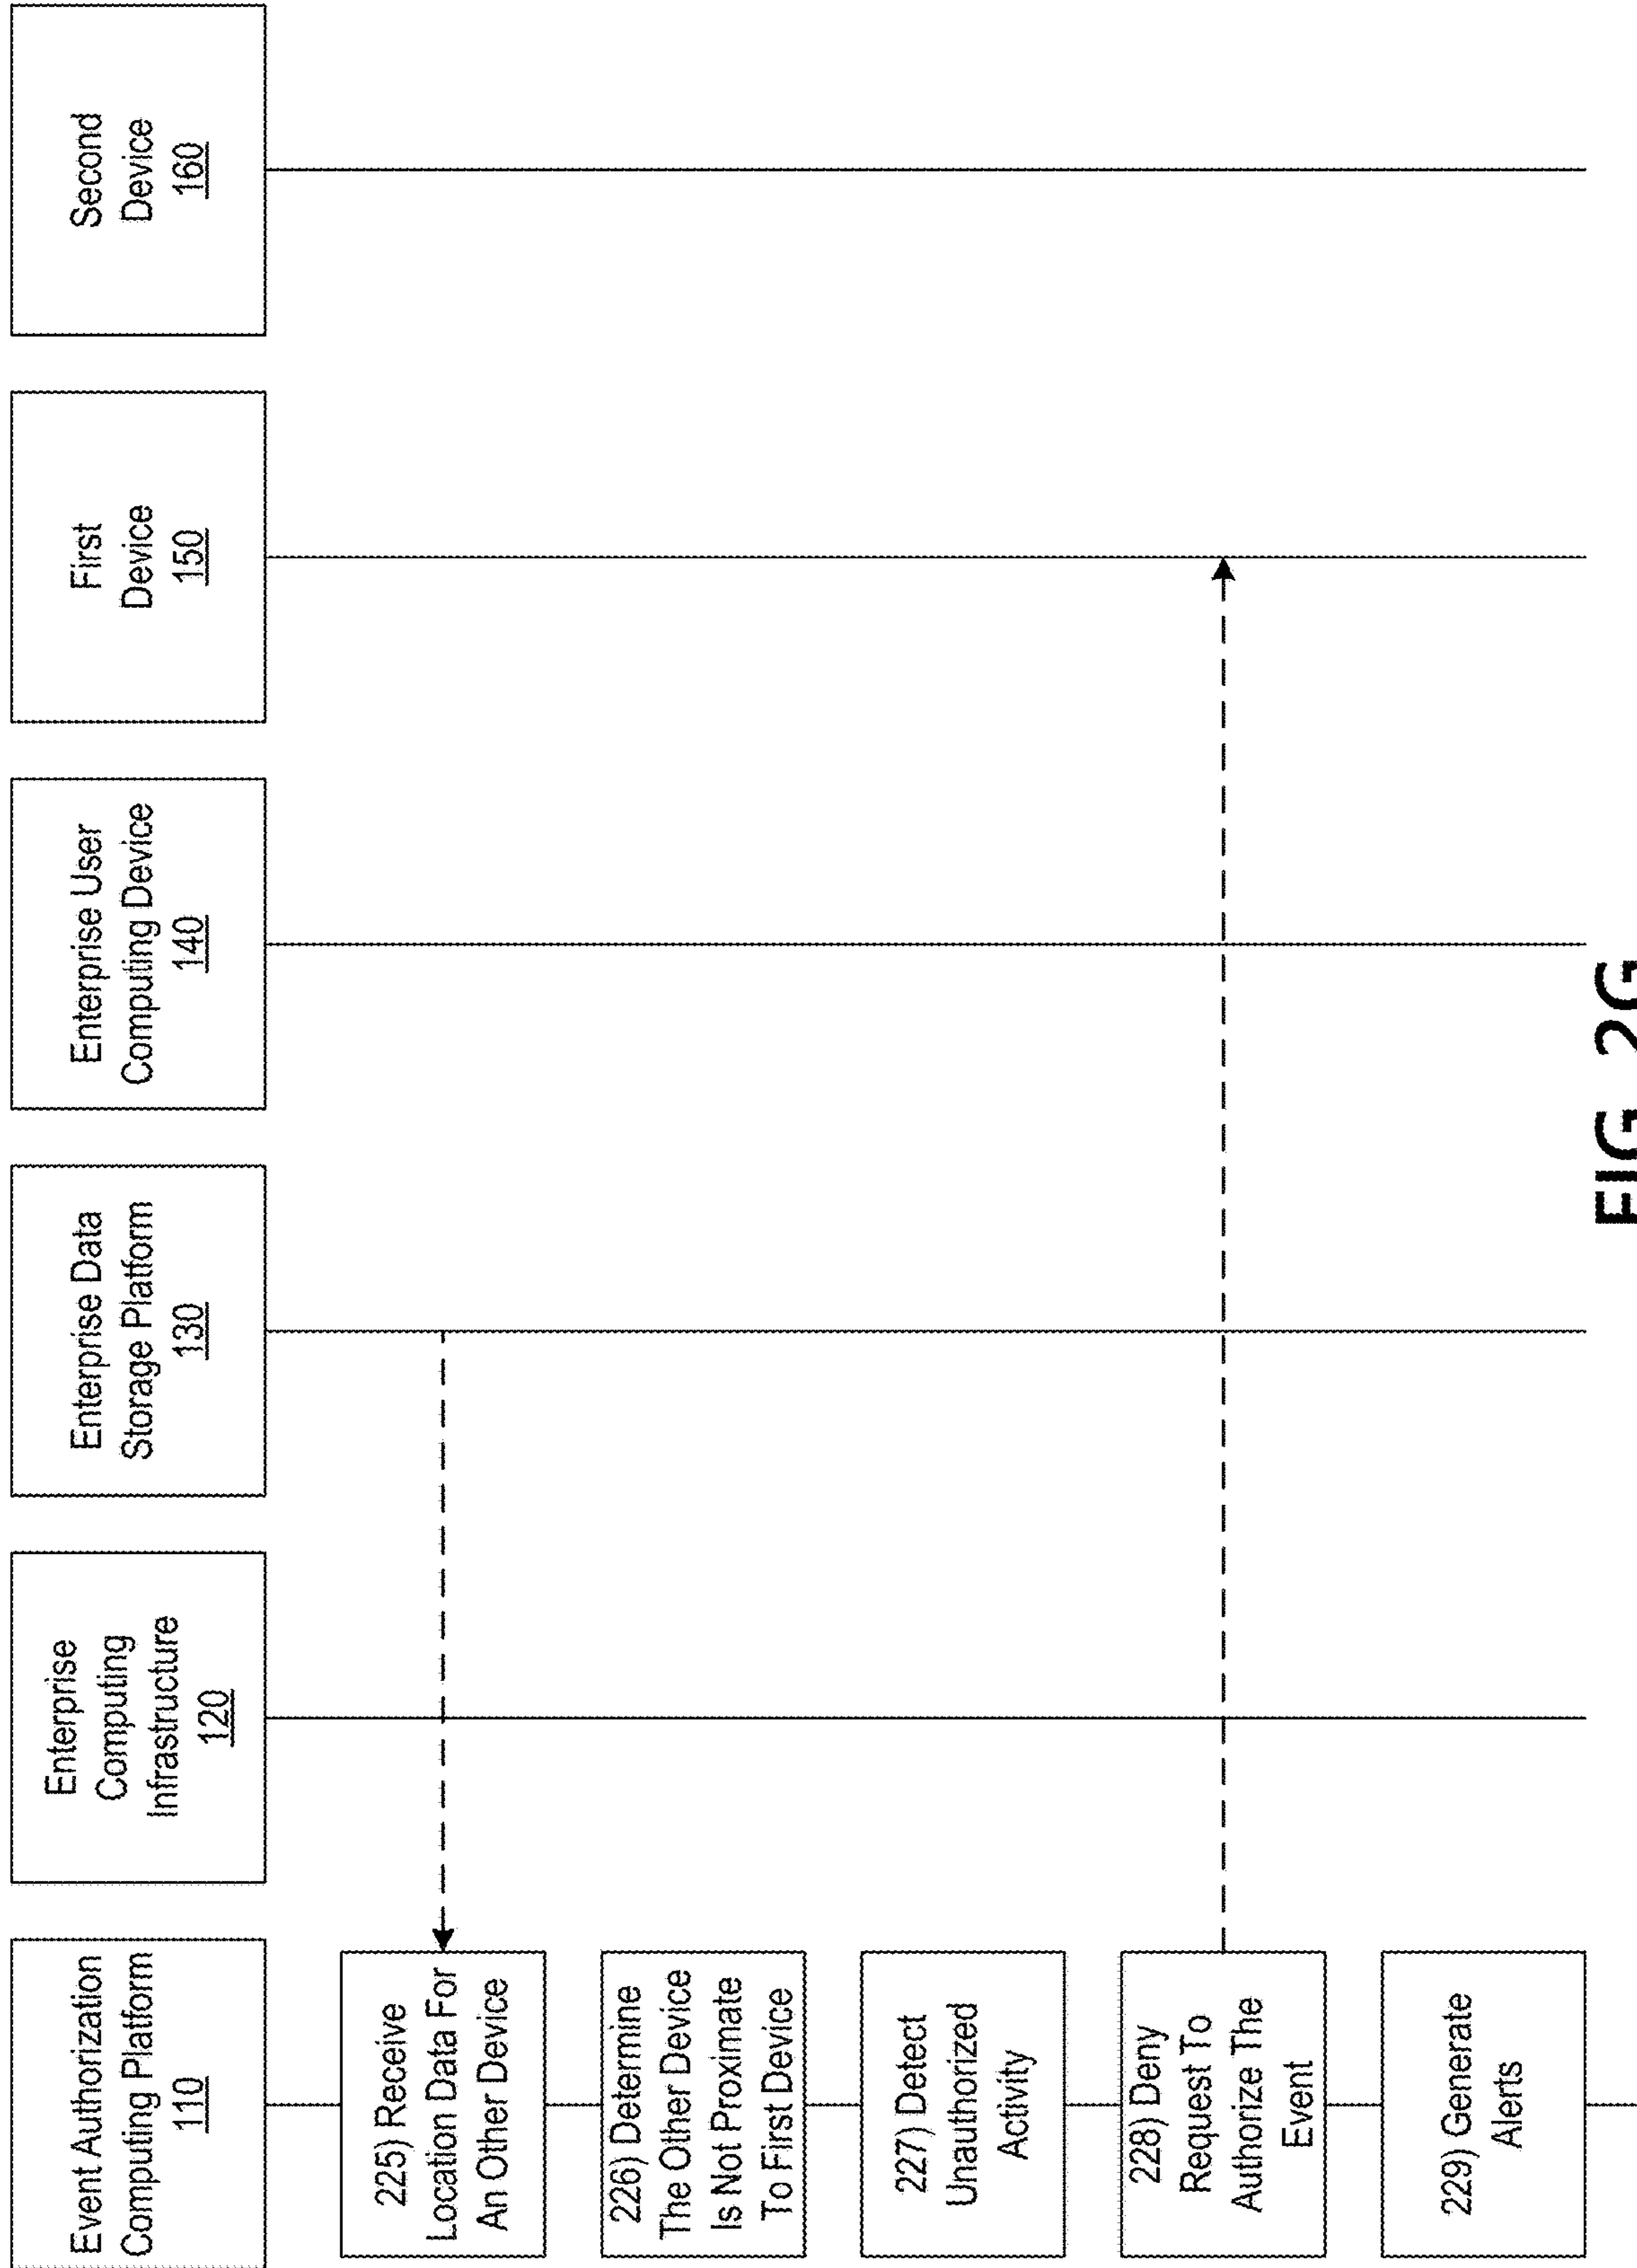 Event Authorization
Computing Platform
110
Enterprise
Computing
Infrastructure
120
Enterprise Data
Storage Platform
130
Enterprise User
Computing Device
140
First
Device
150
Second
Device
160
225) Receive
Location Data For
An Other Device
226) Determine
The Other Device
Is Not Proximate
To First Device
227) Detect
Unauthorized
Activity
228) Deny
Request To
Authorize The
Event
229) Generate
Alerts
FIG. 2G